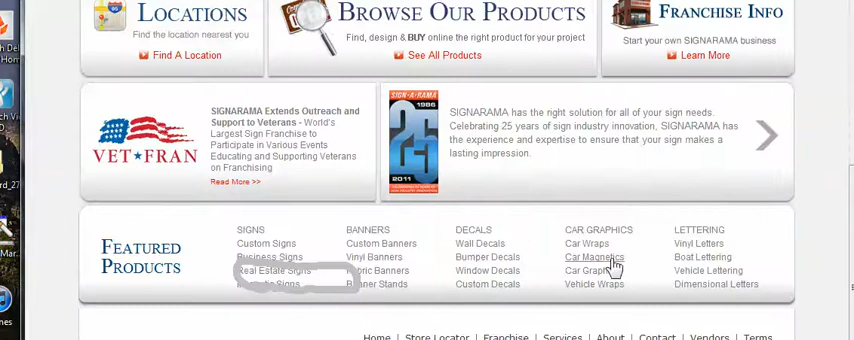 LOCATIONS
Find the location nearest you
Find A Location
BROWSE OUR PRODUCTS
Find, design & BUY online the right product for your project
See All Products
FRANCHISE INFO
Start your own SIGNARAMA business
Learn More
VETFRAN
SIGNARAMA Extends Outreach and
Support to Veterans - World's
Largest Sign Franchise to
Participate in Various Events
Educating and Supporting Veterans
on Franchising
Read More >>
SIGN A RAMA
1986
25
2011
SIGNARAMA has the right solution for all of your sign needs.
Celebrating 25 years of sign industry innovation, SIGNARAMA has
the experience and expertise to ensure that your sign makes a
lasting impression.
FEATURED
PRODUCTS
SIGNS
Custom Signs
Business Signs
Real Estate Signs
Signs
BANNERS
Custom Banners
Vinyl Banners
Banners
Banner Stands
DECALS
Wall Decals
Bumper Decals
Window Decals
Custom Decals
CAR GRAPHICS
Car Wraps
Car Magnetics
Car
Vehicle Wraps
LETTERING
Vinyl Letters
Boat Lettering
Vehicle Lettering
Dimensional Letters
Home | Store Locator | Franchise | Services | About | Contact | Vendors | Terms